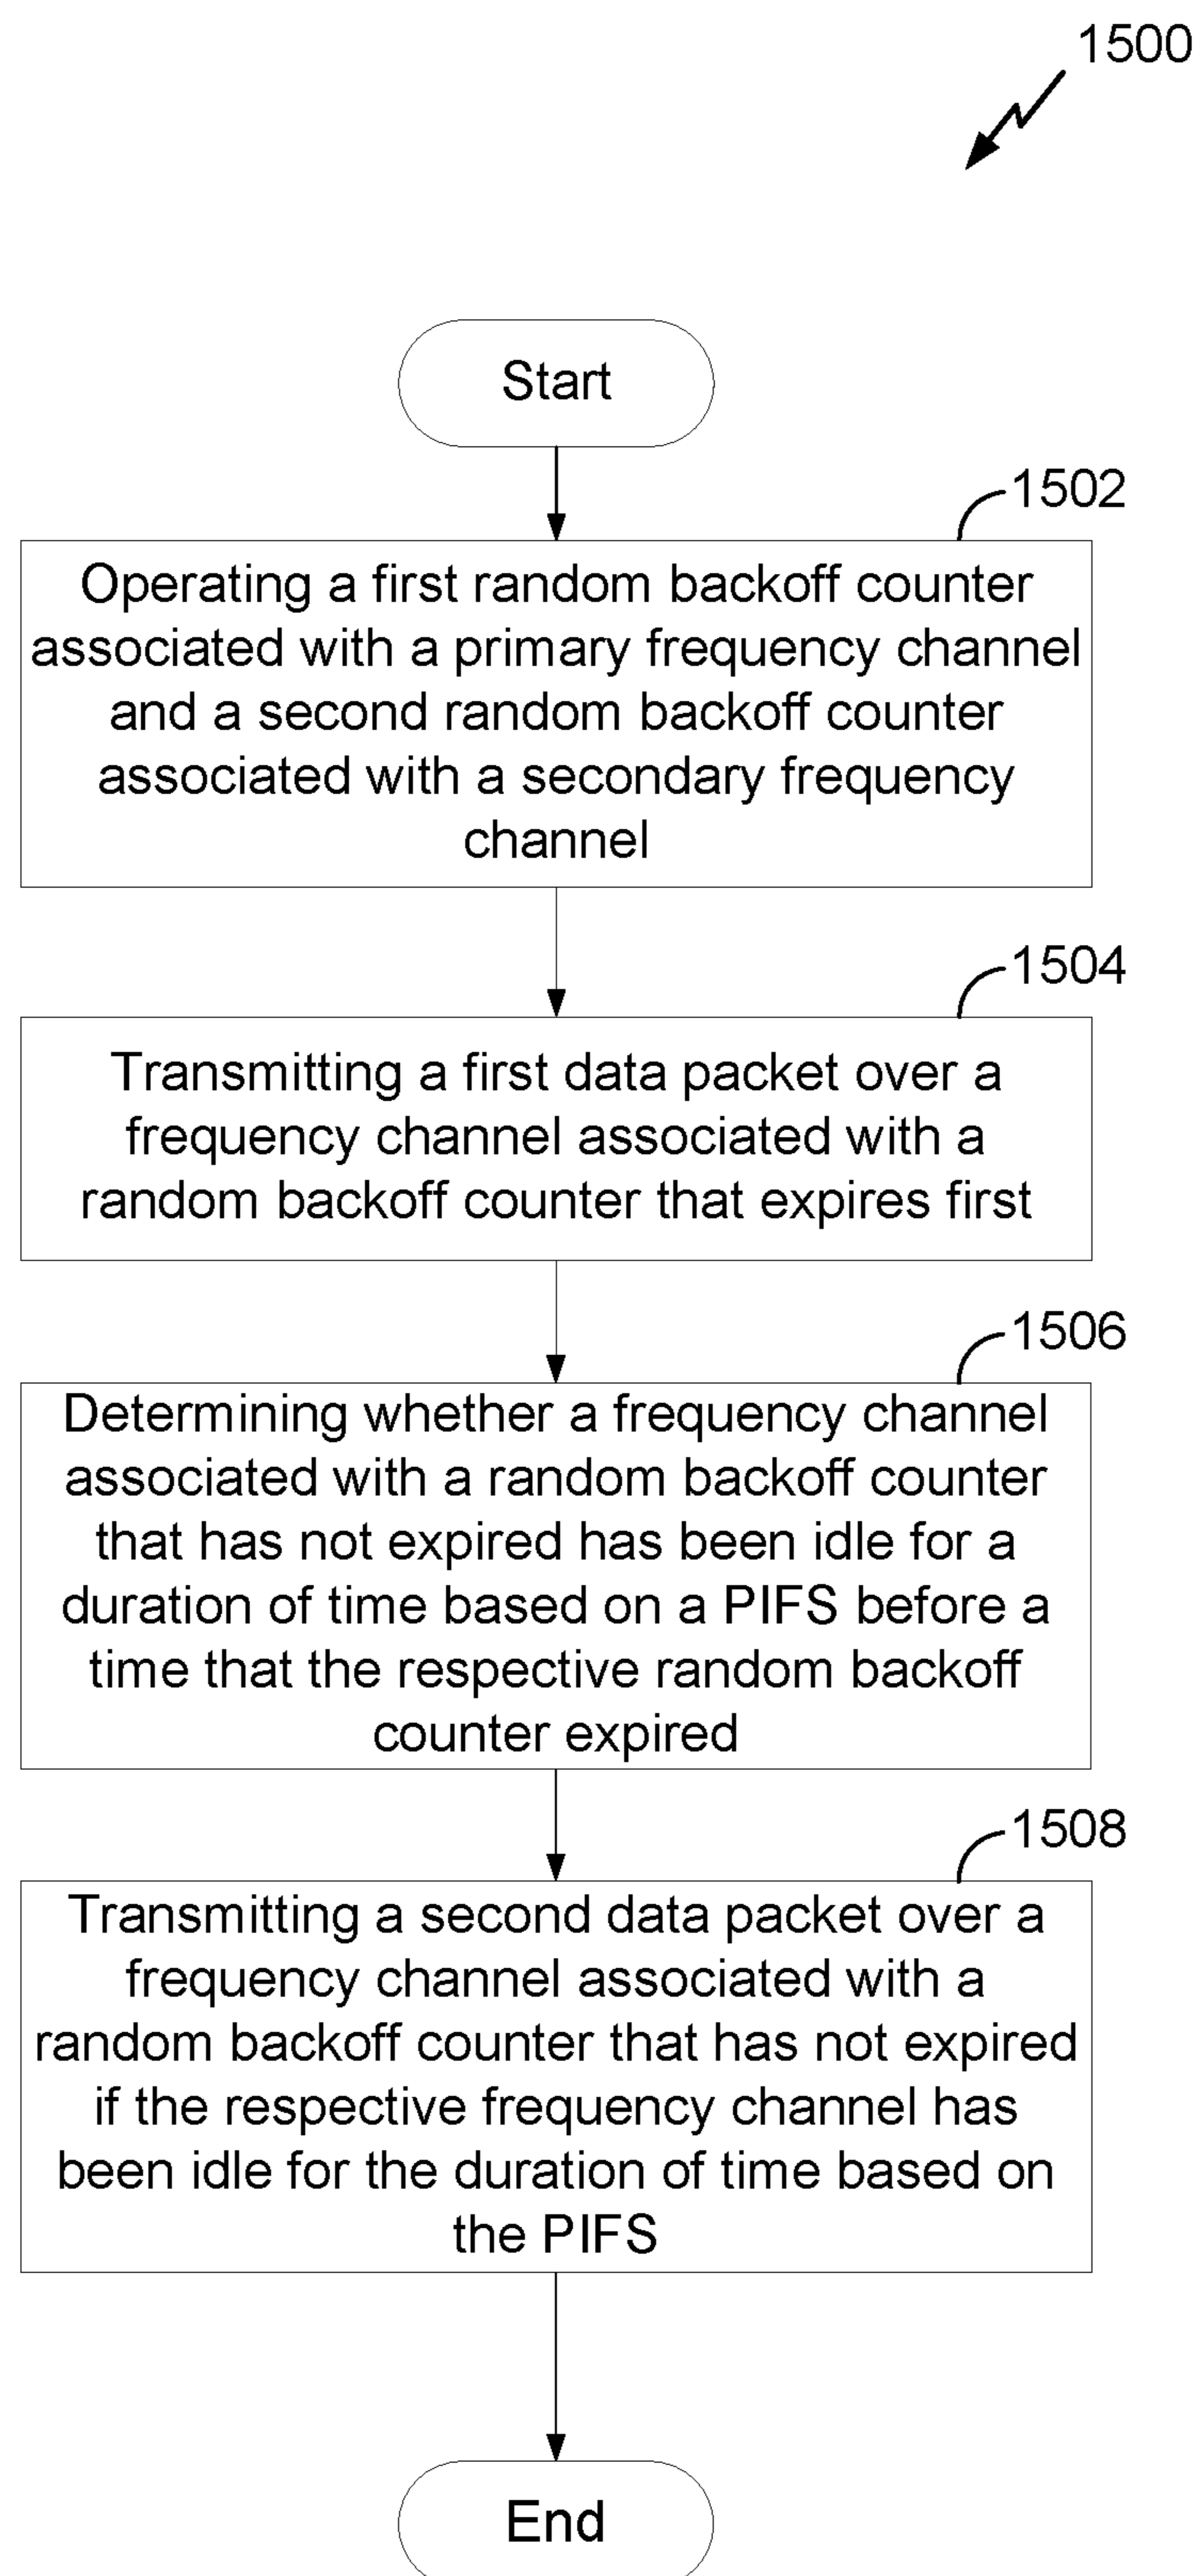 1500
Start
1502
Operating a first random backoff counter
associated with a primary frequency channel
and a second random backoff counter
associated with a secondary frequency
channel
1504
Transmitting a first data packet over a
frequency channel associated with a
random backoff counter that expires first
1506
Determining whether a frequency channel
associated with a random backoff counter
that has not expired has been idle for a
duration of time based on a PIFS before a
time that the respective random backoff
counter expired
1508
Transmitting a second data packet over a
frequency channel associated with a
random backoff counter that has not expired
if the respective frequency channel has
been idle for the duration of time based on
the PIFS
End